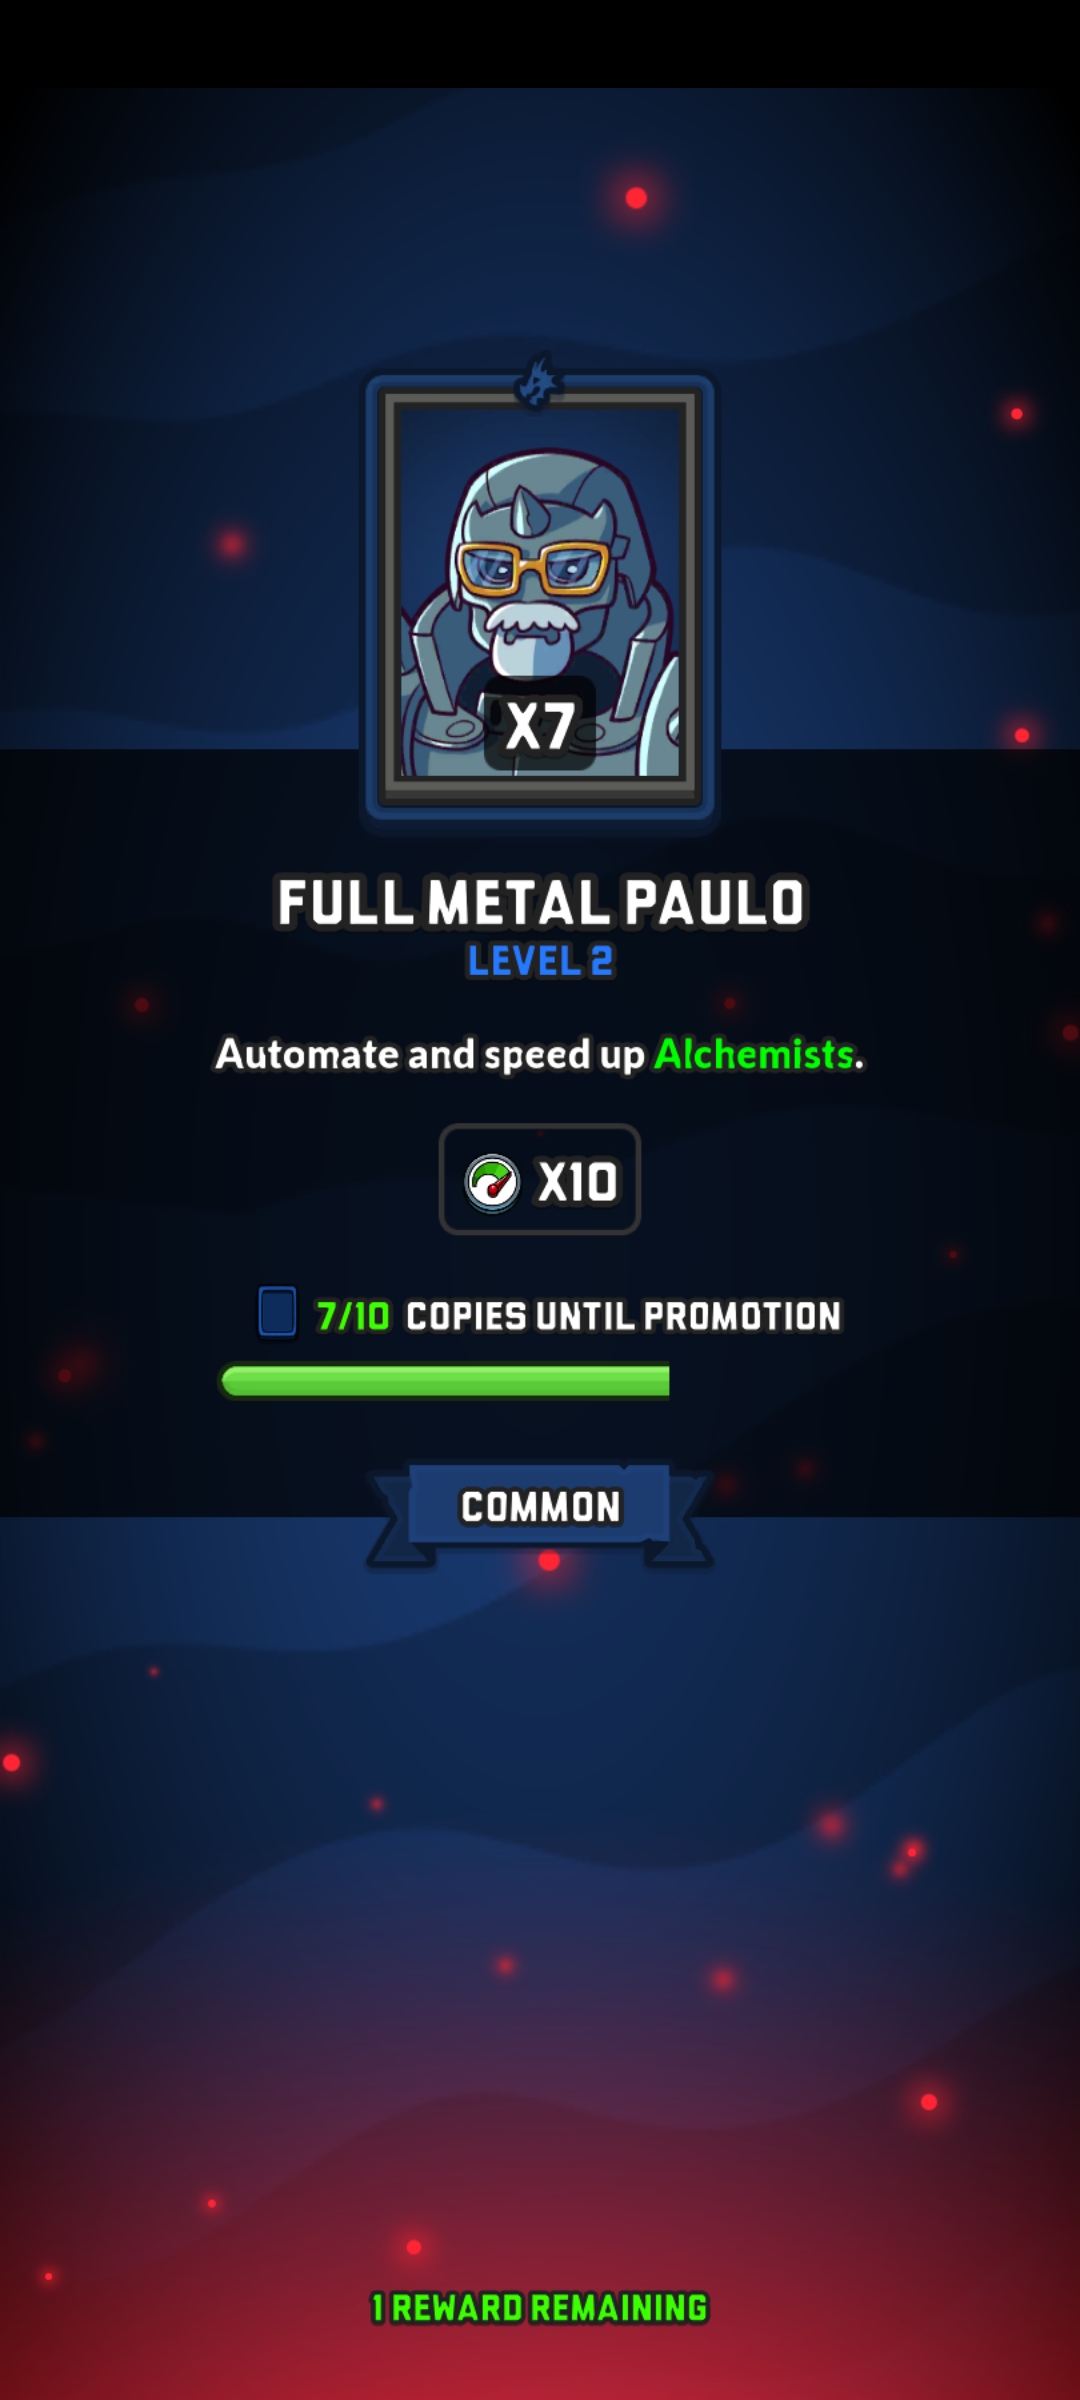 X7
FULL METAL PAULO
LEVEL 2
Automate and speed up Alchemists.
X10
7/10 COPIES UNTIL PROMOTION
COMMON
1 REWARD REMAINING